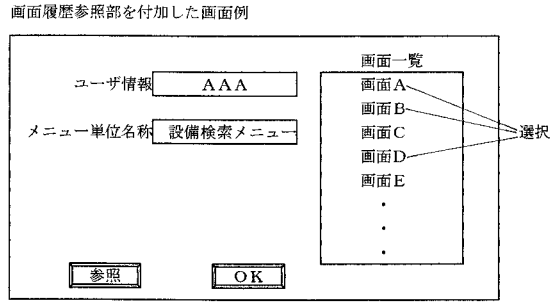 画面履歴参照部を付加した画面例
画面一覧
ユーザ情報 AAA
メニュー単位名称 設備検索メニュー
画面A
画面B
画面C
画面D
画面E
・
・
・
選択
参照 OK